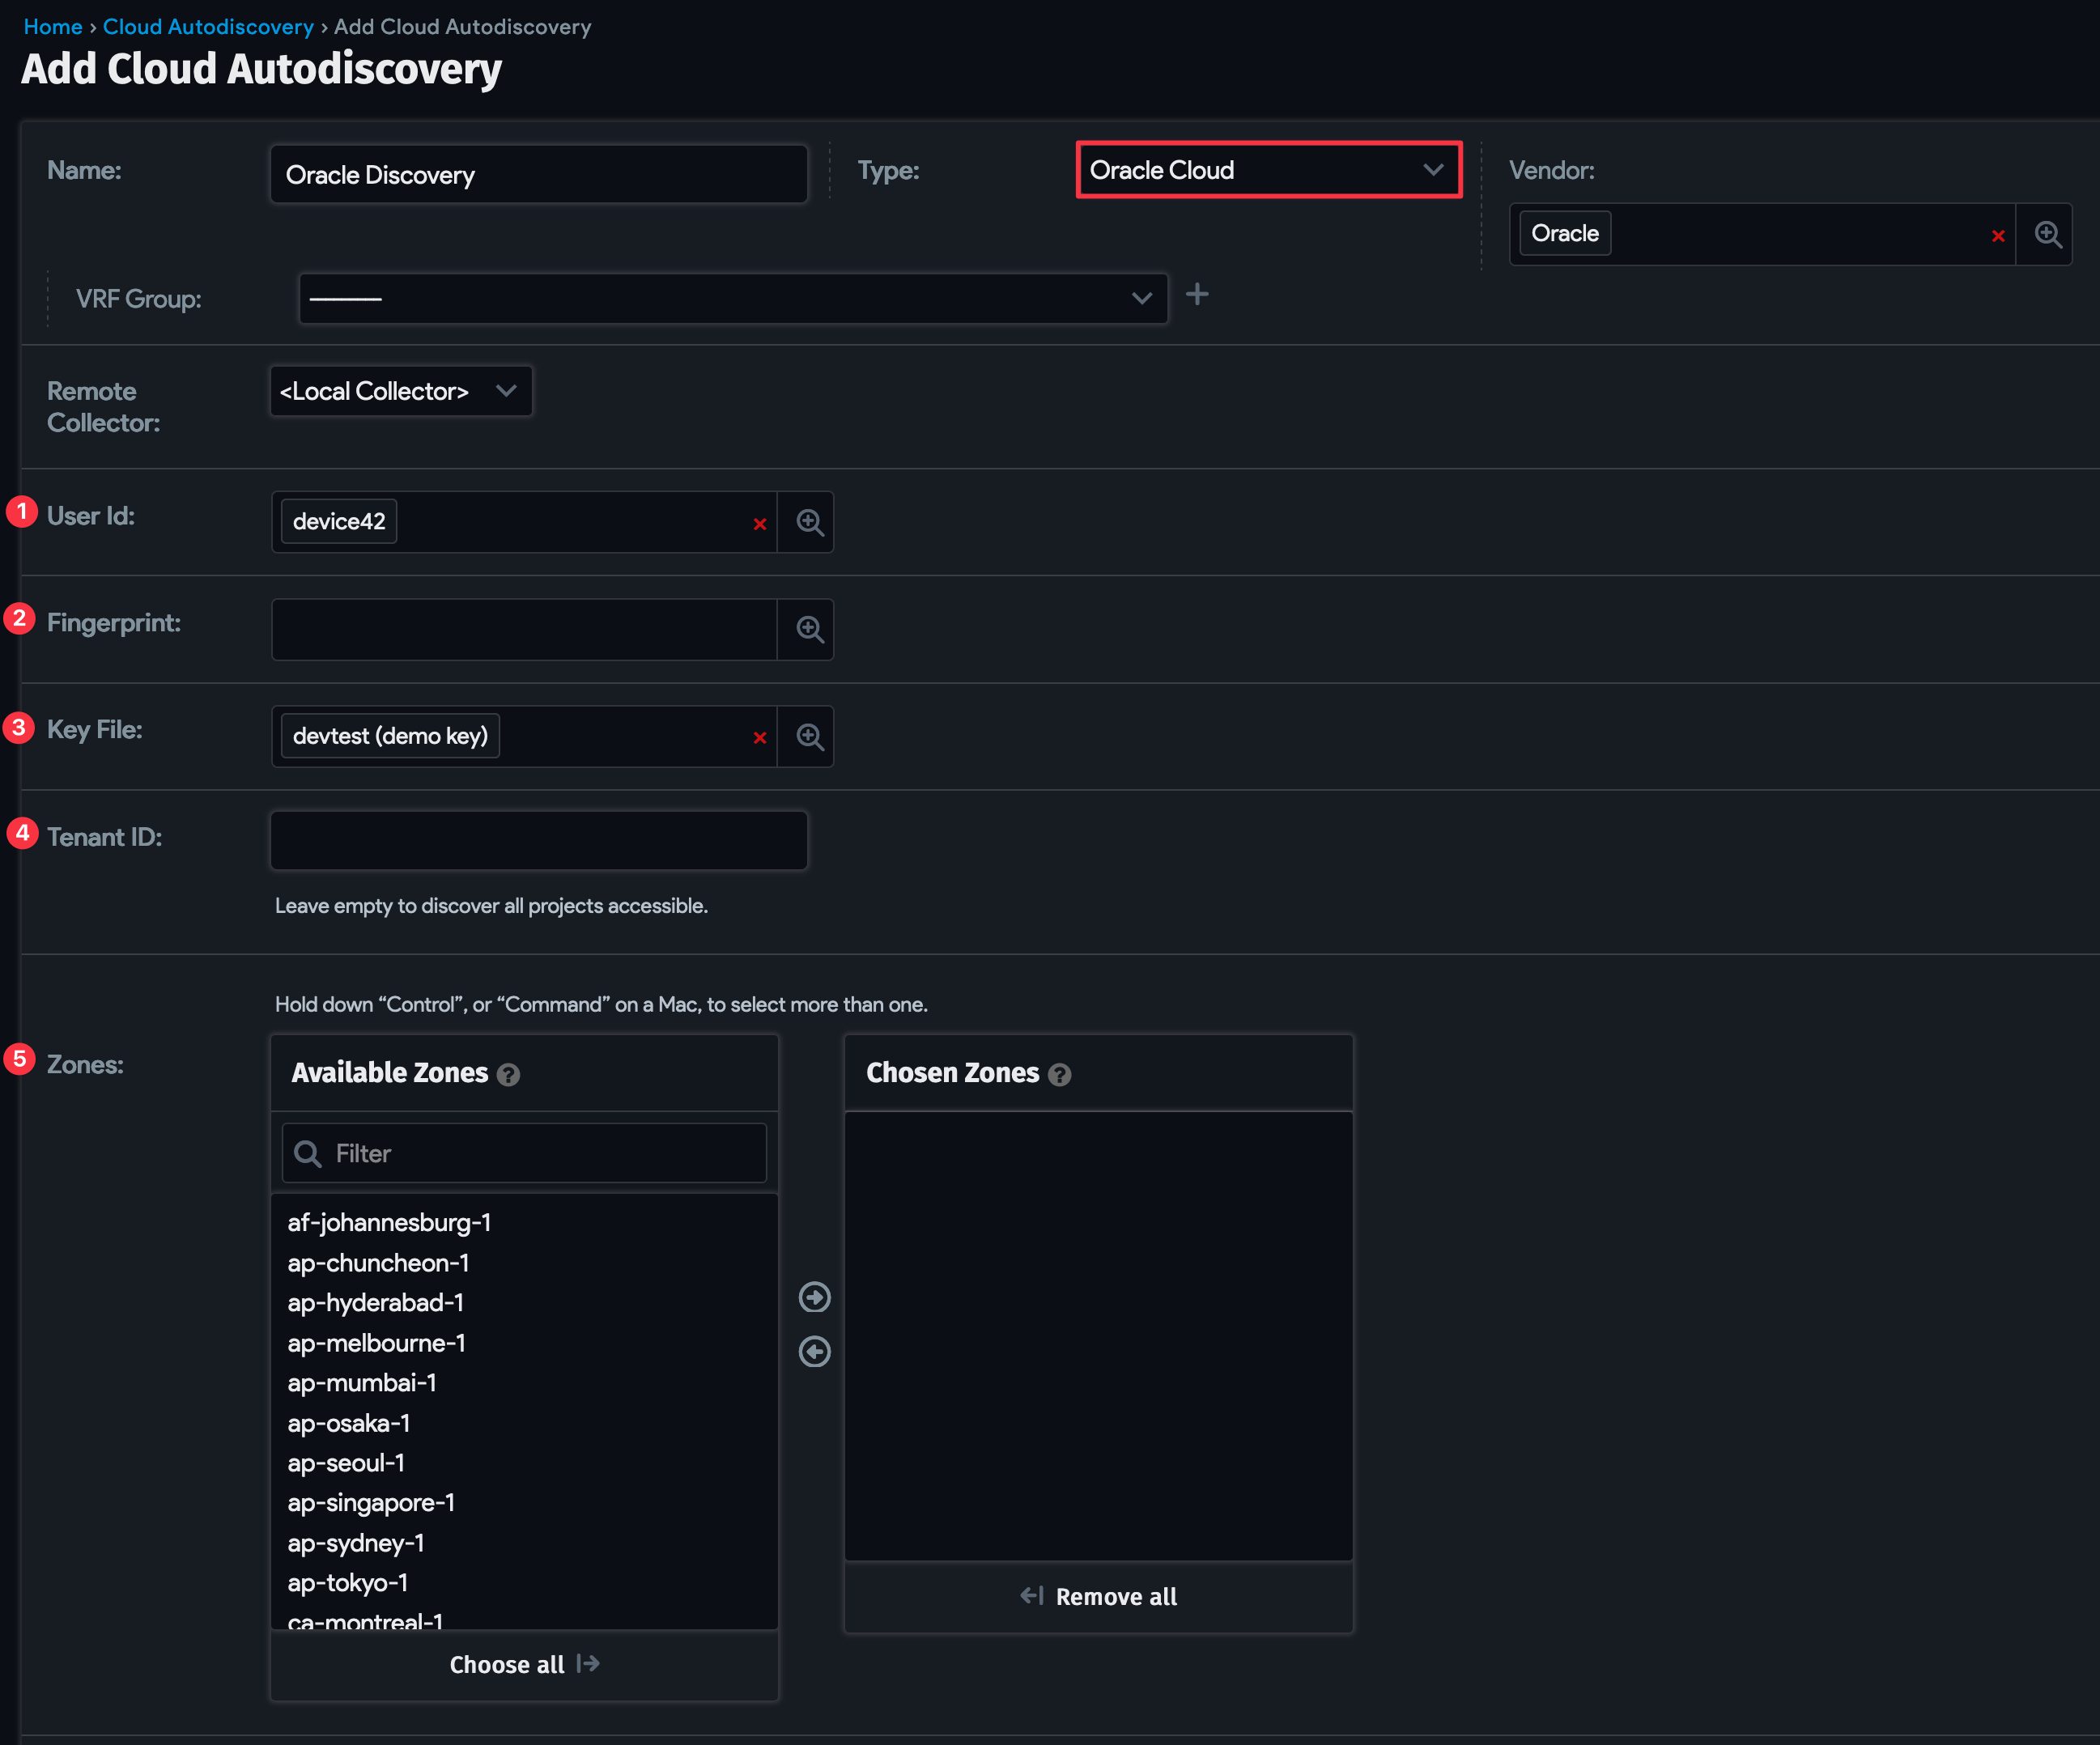 Home › Cloud Autodiscovery › Add Cloud Autodiscovery
Add Cloud Autodiscovery
Name:
Oracle Discovery
Type:
Oracle Cloud
Vendor:
Oracle
VRF Group:
---------
Remote
Collector:
<Local Collector>
1
User Id:
device42
2
Fingerprint:
3
Key File:
devtest (demo key)
4
Tenant ID:
Leave empty to discover all projects accessible.
Hold down “Control”, or “Command” on a Mac, to select more than one.
5
Zones:
Available Zones ?
Filter
af-johannesburg-1
ap-chuncheon-1
ap-hyderabad-1
ap-melbourne-1
ap-mumbai-1
ap-osaka-1
ap-seoul-1
ap-singapore-1
ap-sydney-1
ap-tokyo-1
ca-montreal-1
Choose all
Chosen Zones ?
Remove all